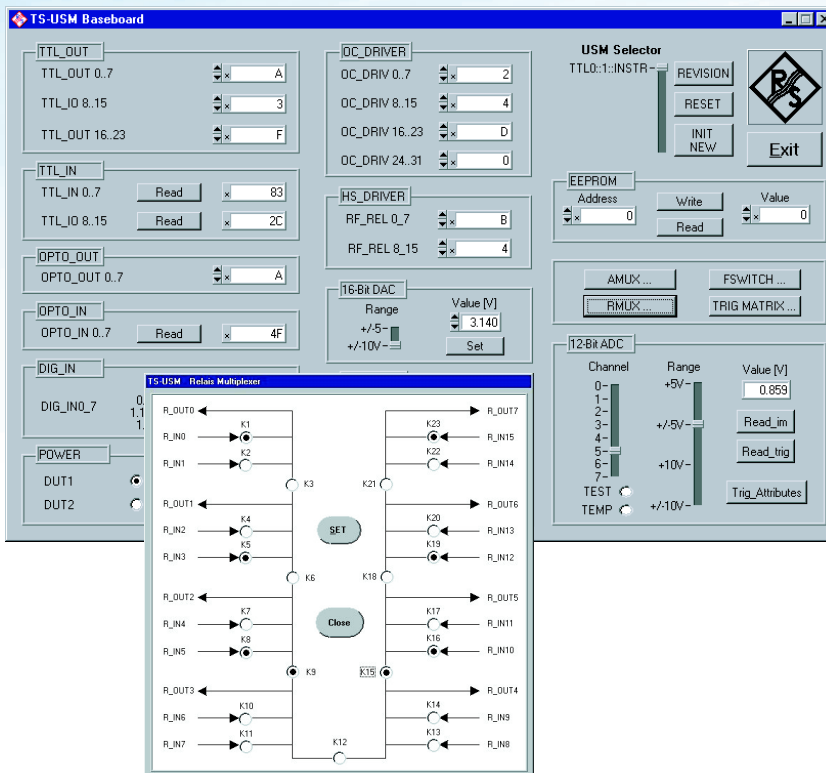 TS-USM Baseboard
TTL_OUT
TTL_OUT 0..7 × A
TTL_IO 8..15 × 3
TTL_OUT 16..23 × F
TTL_IN
TTL_IN 0..7 Read × 83
TTL_IO 8..15 Read × 2C
OPTO_OUT
OPTO_OUT 0..7 × A
OPTO_IN
OPTO_IN 0..7 Read × 4F
DIG_IN
DIG_IN0_7
POWER
DUT1
DUT2
OC_DRIVER
OC_DRIV 0..7 × 2
OC_DRIV 8..15 × 4
OC_DRIV 16..23 × D
OC_DRIV 24..31 × 0
HS_DRIVER
RF_REL 0_7 × B
RF_REL 8_15 × 4
16-Bit DAC
Range Value [V]
+/-5 3.140
+/-10V Set
USM Selector
TTL0::1::INSTR REVISION
RESET
INIT NEW
R S
Exit
EEPROM
Address Write Value
× 0 Read × 0
AMUX ... FSWITCH ...
RMUX ... TRIG MATRIX ...
12-Bit ADC
Channel Range Value [V]
0 +5V 0.859
1
2
3 +/-5V Read_im
4
5 Read_trig
6 +10V
7
TEST Trig_Attributes
TEMP +/-10V
TS-USM Relais Multiplexer
R_OUT0 R_OUT7
K1 K23
R_IN0 R_IN15
K2 K22
R_IN1 R_IN14
K3 K21
R_OUT1 R_OUT6
K4 K20
R_IN2 SET R_IN13
K5 K19
R_IN3 R_IN12
K6 K18
R_OUT2 R_OUT5
K7 K17
R_IN4 Close R_IN11
K8 K16
R_IN5 R_IN10
K9 K15
R_OUT3 R_OUT4
K10 K14
R_IN6 R_IN9
K11 K13
R_IN7 K12 R_IN8